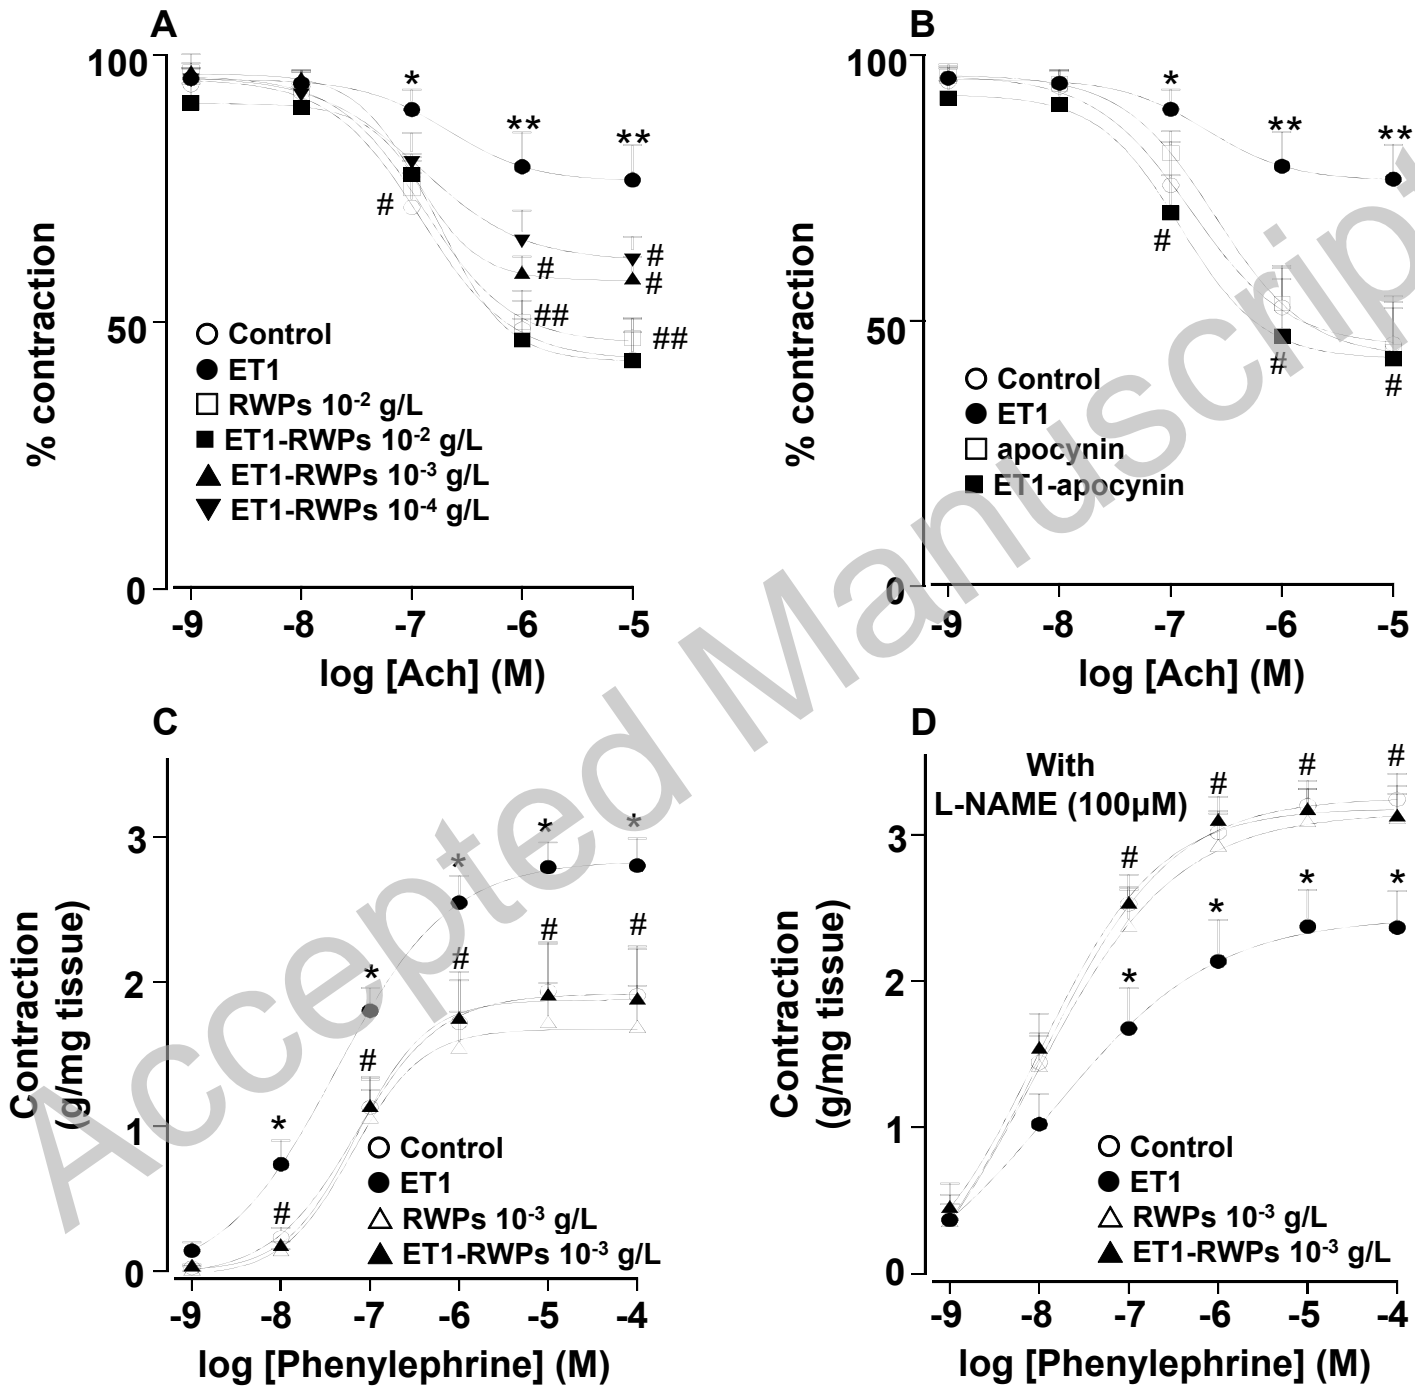 A
100
50
0
% contraction
*
**
**
#
#
#
#
##
##
Control
ET1
RWPs 10-2 g/L
ET1-RWPs 10-2 g/L
ET1-RWPs 10-3 g/L
ET1-RWPs 10-4 g/L
-9 -8 -7 -6 -5
log [Ach] (M)
B
100
50
0
% contraction
*
**
**
#
#
#
Control
ET1
apocynin
ET1-apocynin
-9 -8 -7 -6 -5
log [Ach] (M)
C
3
2
1
0
Contraction
(g/mg tissue)
*
*
*
*
*
#
#
#
#
#
Control
ET1
RWPs 10-3 g/L
ET1-RWPs 10-3 g/L
-9 -8 -7 -6 -5 -4
log [Phenylephrine] (M)
D
With
L-NAME (100µM)
3
2
1
0
Contraction
(g/mg tissue)
#
#
#
#
*
*
*
*
Control
ET1
RWPs 10-3 g/L
ET1-RWPs 10-3 g/L
-9 -8 -7 -6 -5 -4
log [Phenylephrine] (M)
Accepted Manuscript